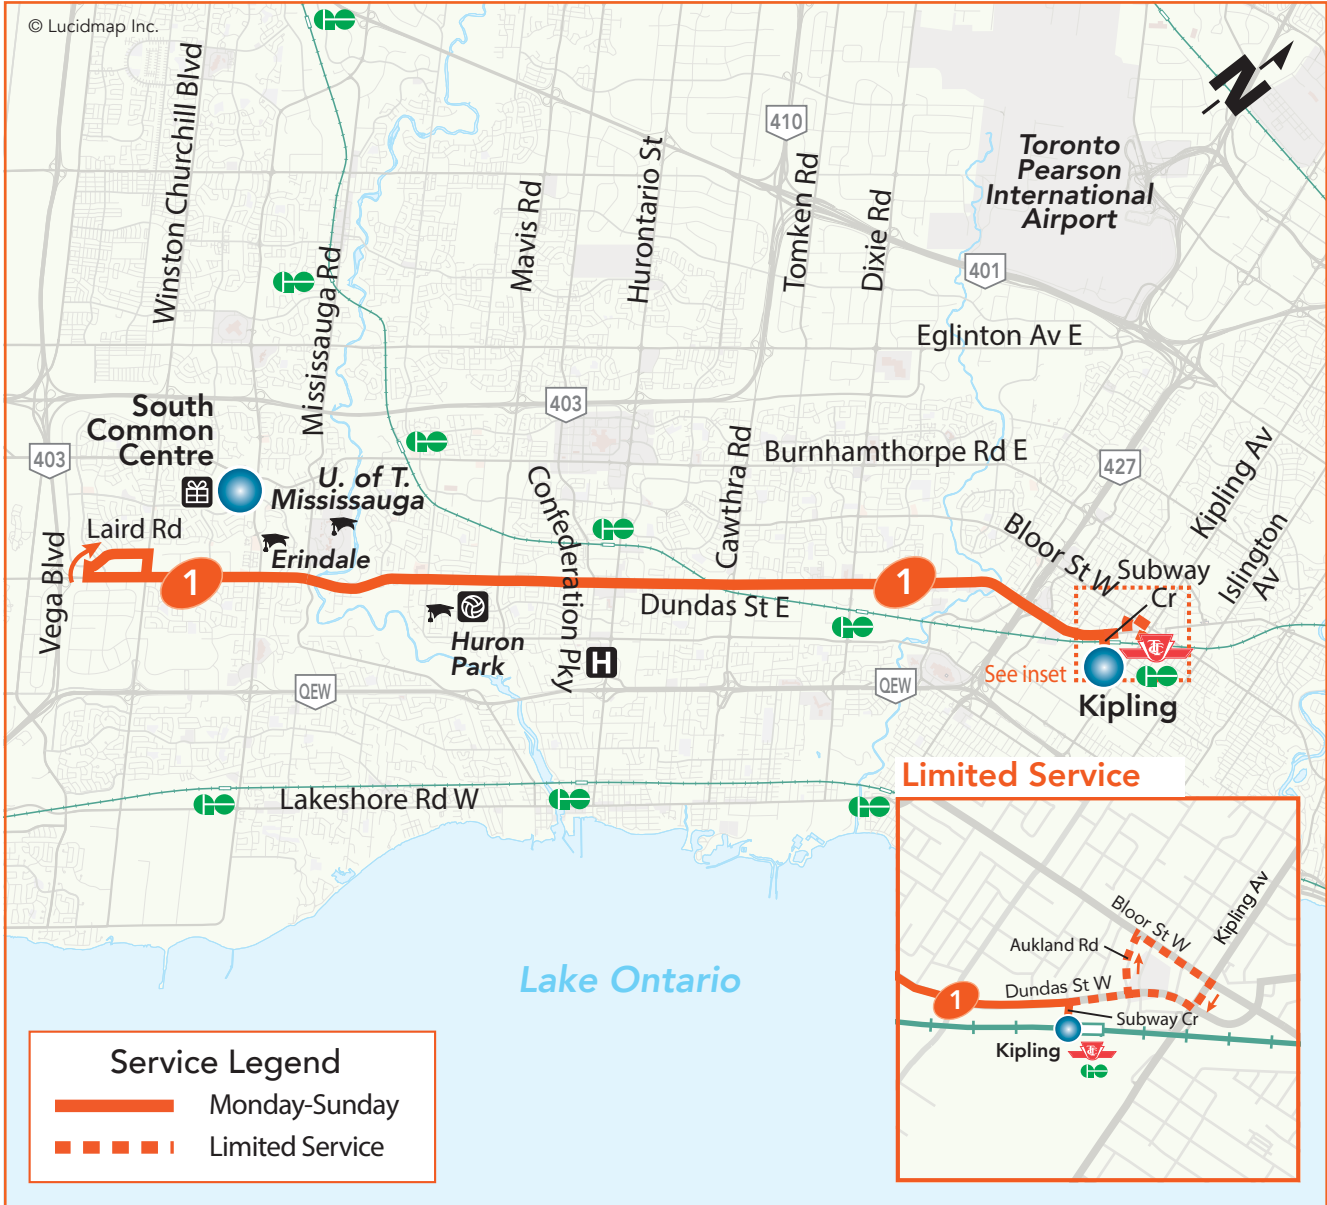 © Lucidmap Inc.
N
Winston Churchill Blvd
Mississauga Rd
Mavis Rd
Hurontario St
410
Tomken Rd
Dixie Rd
Toronto
Pearson
International
Airport
401
Eglinton Av E
South
Common
Centre
403
403
Cawthra Rd
Burnhamthorpe Rd E
427
Kipling Av
U. of T.
Mississauga
Confederation Pky
Bloor St W
Islington
Av
Laird Rd
Vega Blvd
Erindale
1
1
Subway
Cr
Dundas St E
Huron
Park
H
QEW
QEW
See inset
Kipling
Lakeshore Rd W
Lake Ontario
Limited Service
Bloor St W
Kipling Av
Aukland Rd
Dundas St W
1
Subway Cr
Kipling
Service Legend
Monday-Sunday
Limited Service